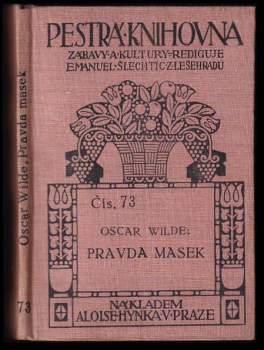 PESTRÁ·KNIHOVNA
ZÁBAVY·A·KULTURY·REDIGUJE
EMANUEL·ŠLECHTIC·Z·LEŠEHRADU
Čís. 73
OSCAR WILDE:
PRAVDA MASEK
NÁKLADEM
ALOISE·HYNKA·V·PRAZE
Oscar Wilde, Pravda masek
73